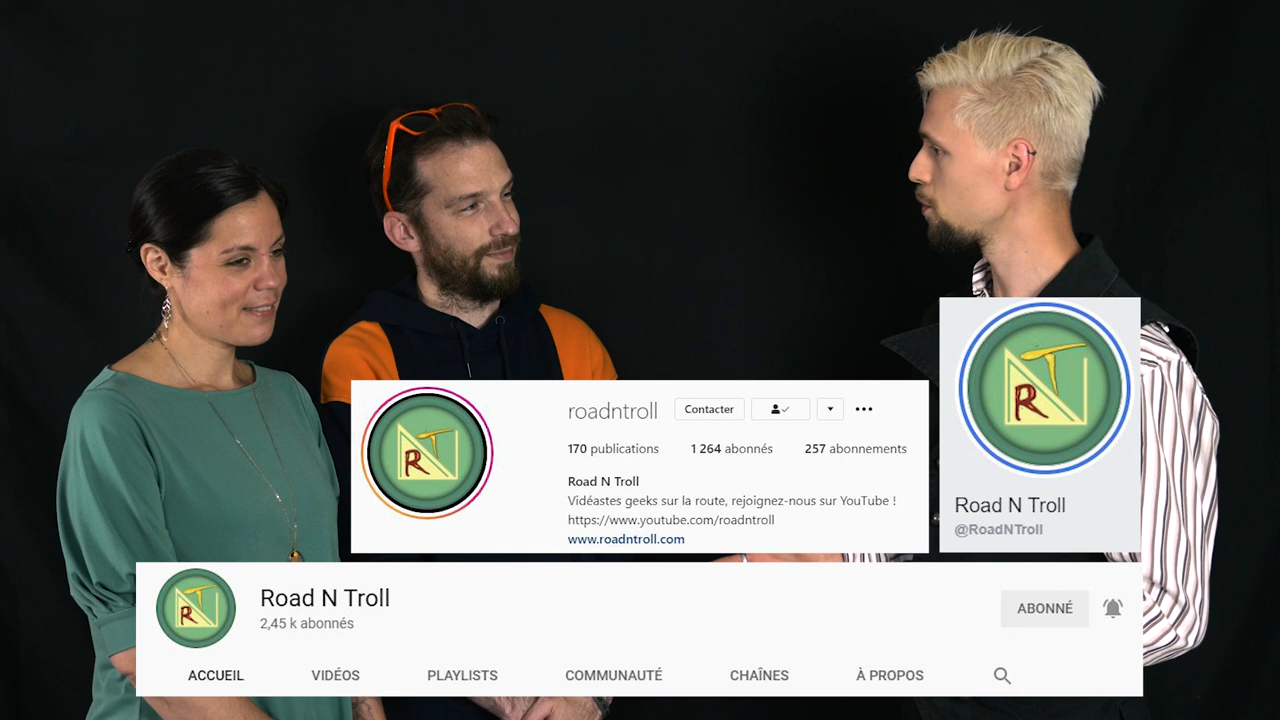 roadntroll Contacter
170 publications 1 264 abonnés 257 abonnements
Road N Troll
Vidéastes geeks sur la route, rejoignez-nous sur YouTube !
https://www.youtube.com/roadntroll
www.roadntroll.com
R T
R T
Road N Troll
@RoadNTroll
R T
Road N Troll
2,45 k abonnés
ABONNÉ
ACCUEIL VIDÉOS PLAYLISTS COMMUNAUTÉ CHAÎNES À PROPOS